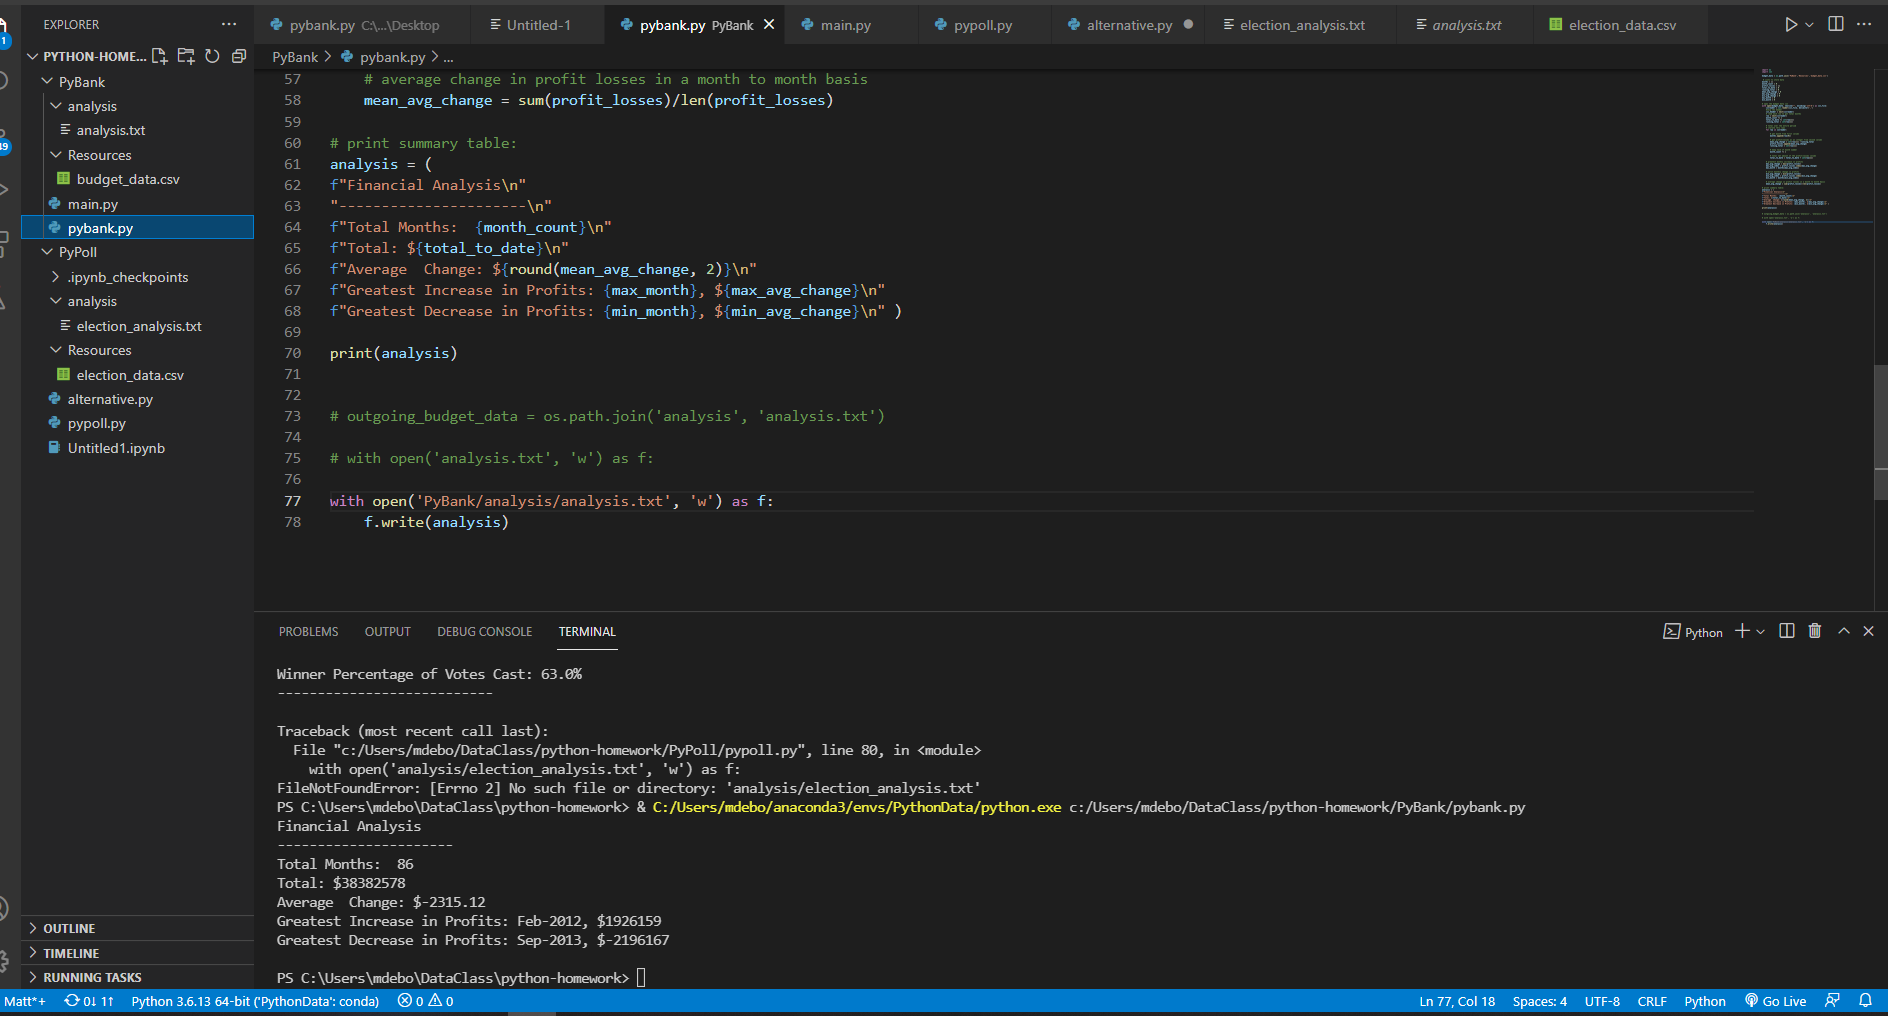 EXPLORER
PYTHON-HOME...
PyBank
analysis
analysis.txt
Resources
budget_data.csv
main.py
pybank.py
PyPoll
.ipynb_checkpoints
analysis
election_analysis.txt
Resources
election_data.csv
alternative.py
pypoll.py
Untitled1.ipynb
OUTLINE
TIMELINE
RUNNING TASKS
pybank.py C:\...\Desktop
Untitled-1
pybank.py PyBank
main.py
pypoll.py
alternative.py
election_analysis.txt
analysis.txt
election_data.csv
PyBank > pybank.py > ...
57 # average change in profit losses in a month to month basis
58 mean_avg_change = sum(profit_losses)/len(profit_losses)
59
60 # print summary table:
61 analysis = (
62 f"Financial Analysis\n"
63 "----------------------\n"
64 f"Total Months:  {month_count}\n"
65 f"Total: ${total_to_date}\n"
66 f"Average  Change: ${round(mean_avg_change, 2)}\n"
67 f"Greatest Increase in Profits: {max_month}, ${max_avg_change}\n"
68 f"Greatest Decrease in Profits: {min_month}, ${min_avg_change}\n" )
69
70 print(analysis)
71
72
73 # outgoing_budget_data = os.path.join('analysis', 'analysis.txt')
74
75 # with open('analysis.txt', 'w') as f:
76
77 with open('PyBank/analysis/analysis.txt', 'w') as f:
78 f.write(analysis)
PROBLEMS OUTPUT DEBUG CONSOLE TERMINAL
Python
Winner Percentage of Votes Cast: 63.0%
---------------------------
Traceback (most recent call last):
File "c:/Users/mdebo/DataClass/python-homework/PyPoll/pypoll.py", line 80, in <module>
with open('analysis/election_analysis.txt', 'w') as f:
FileNotFoundError: [Errno 2] No such file or directory: 'analysis/election_analysis.txt'
PS C:\Users\mdebo\DataClass\python-homework> & C:/Users/mdebo/anaconda3/envs/PythonData/python.exe c:/Users/mdebo/DataClass/python-homework/PyBank/pybank.py
Financial Analysis
----------------------
Total Months:  86
Total: $38382578
Average  Change: $-2315.12
Greatest Increase in Profits: Feb-2012, $1926159
Greatest Decrease in Profits: Sep-2013, $-2196167
PS C:\Users\mdebo\DataClass\python-homework>
Matt*+ 0↓ 1↑ Python 3.6.13 64-bit ('PythonData': conda) 0 0 Ln 77, Col 18 Spaces: 4 UTF-8 CRLF Python Go Live